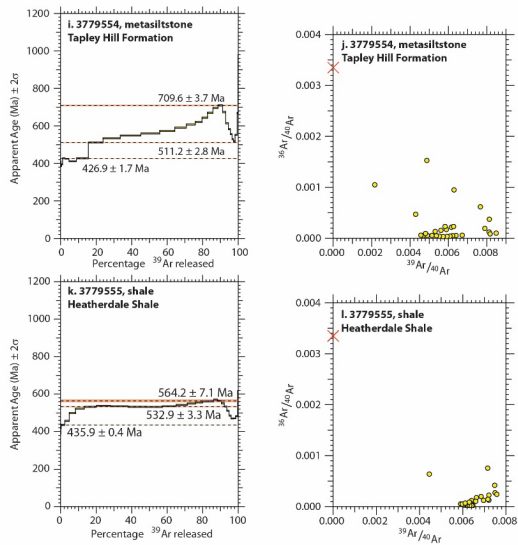 i. 3779554, metasiltstone
Tapley Hill Formation
1200
1000
800
600
400
200
0
Apparent Age (Ma) ± 2σ
709.6 ± 3.7 Ma
511.2 ± 2.8 Ma
426.9 ± 1.7 Ma
0 20 40 60 80 100
Percentage 39Ar released
j. 3779554, metasiltstone
Tapley Hill Formation
0.004
0.003
0.002
0.001
0.000
36Ar/40Ar
0.000 0.002 0.004 0.006 0.008
39Ar/40Ar
k. 3779555, shale
Heatherdale Shale
1200
1000
800
600
400
200
0
Apparent Age (Ma) ± 2σ
564.2 ± 7.1 Ma
532.9 ± 3.3 Ma
435.9 ± 0.4 Ma
0 20 40 60 80 100
Percentage 39Ar released
l. 3779555, shale
Heatherdale Shale
0.004
0.003
0.002
0.001
0.000
36Ar/40Ar
0.000 0.002 0.004 0.006 0.008
39Ar/40Ar